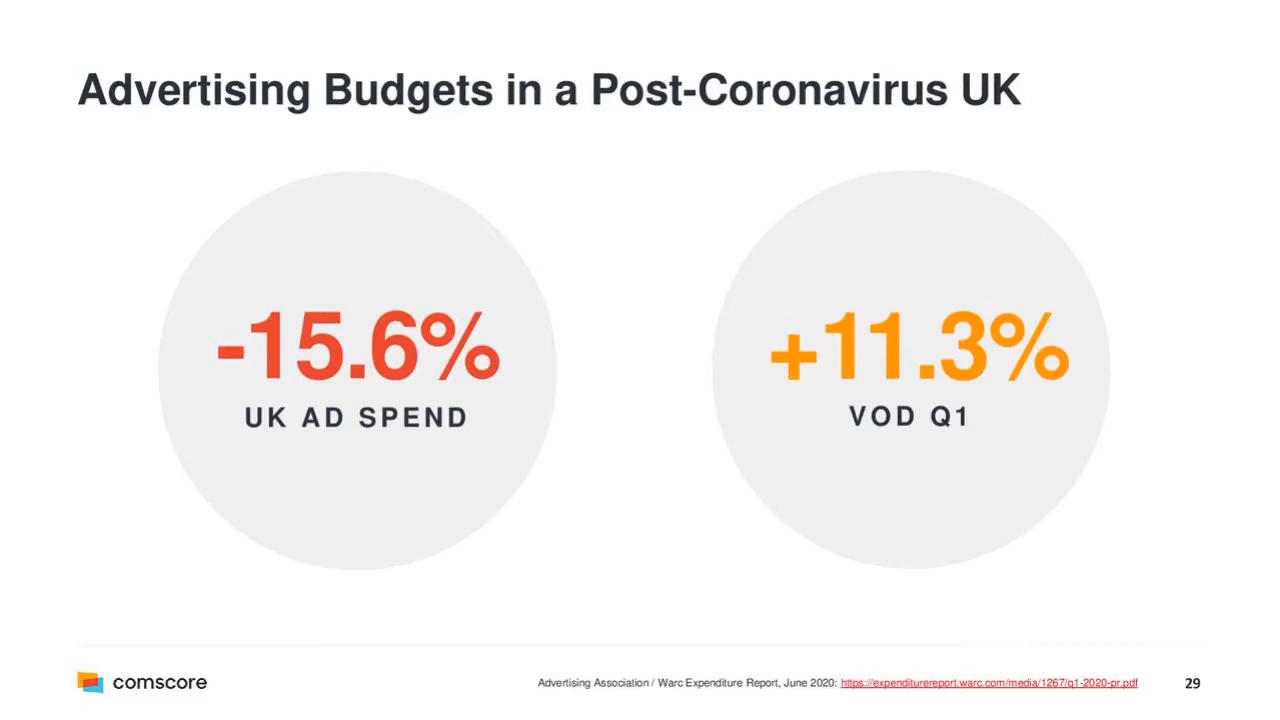 Advertising Budgets in a Post-Coronavirus UK
-15.6%
UK AD SPEND
+11.3%
VOD Q1
comscore
Advertising Association / Warc Expenditure Report, June 2020: https://expenditurereport.warc.com/media/1267/q1-2020-pr.pdf
29